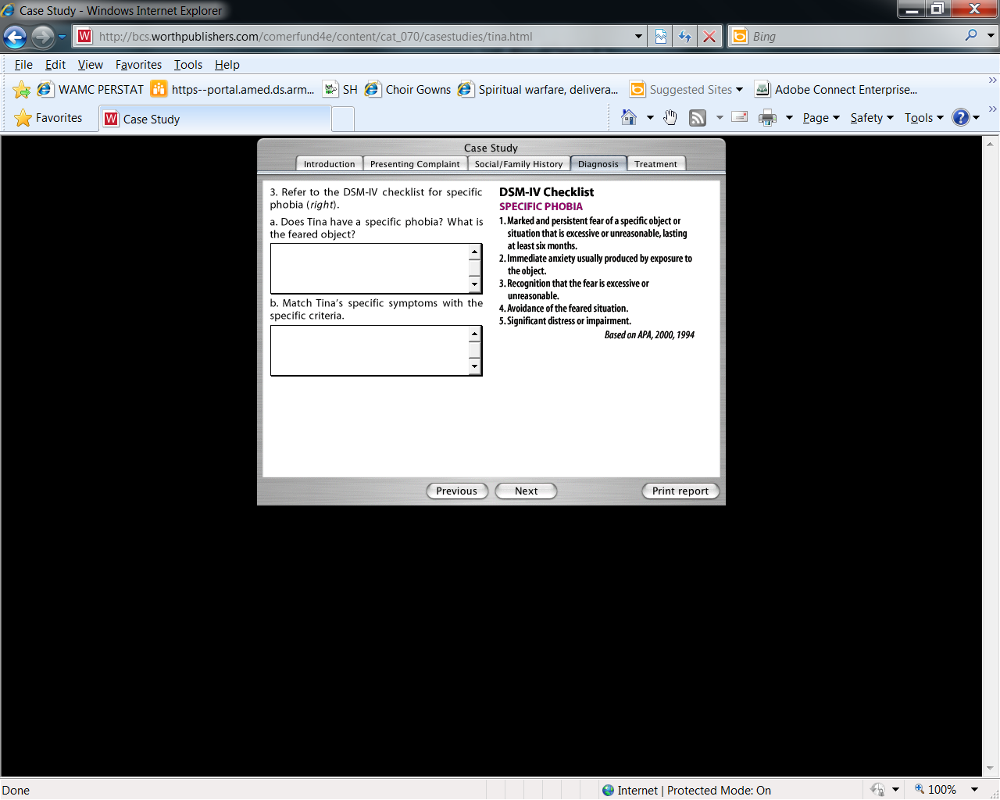 Case Study - Windows Internet Explorer
http://bcs.worthpublishers.com/comerfund4e/content/cat_070/casestudies/tina.html
Bing
File Edit View Favorites Tools Help
WAMC PERSTAT https--portal.amed.ds.arm... SH Choir Gowns Spiritual warfare, delivera... Suggested Sites Adobe Connect Enterprise...
Favorites Case Study Page Safety Tools
Case Study
Introduction Presenting Complaint Social/Family History Diagnosis Treatment
3. Refer to the DSM-IV checklist for specific
phobia (right).
a. Does Tina have a specific phobia? What is
the feared object?
b. Match Tina's specific symptoms with the
specific criteria.
DSM-IV Checklist
SPECIFIC PHOBIA
1. Marked and persistent fear of a specific object or
situation that is excessive or unreasonable, lasting
at least six months.
2. Immediate anxiety usually produced by exposure to
the object.
3. Recognition that the fear is excessive or
unreasonable.
4. Avoidance of the feared situation.
5. Significant distress or impairment.
Based on APA, 2000, 1994
Previous Next Print report
Done Internet | Protected Mode: On 100%